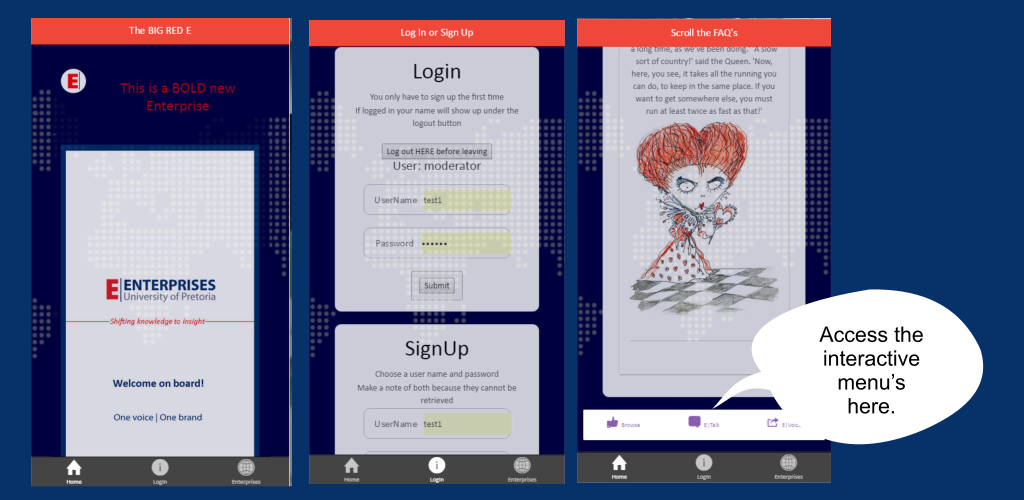 The BIG RED E
E
This is a BOLD new
Enterprise
E ENTERPRISES
University of Pretoria
Shifting knowledge to insight
Welcome on board!
One voice | One brand
Home
Login
Enterprises
Log In or Sign Up
Login
You only have to sign up the first time
If logged in your name will show up under the
logout button
Log out HERE before leaving
User: moderator
UserName test1
Password ••••••
Submit
SignUp
Choose a user name and password
Make a note of both because they cannot be
retrieved
UserName test1
Home
Login
Enterprises
Scroll the FAQ's
a long time, as we've been doing. 'A slow
sort of country!' said the Queen. 'Now,
here, you see, it takes all the running you
can do, to keep in the same place. If you
want to get somewhere else, you must
run at least twice as fast as that!'
Browse
E|Talk
E|Voic...
Home
Login
Enterprises
Access the
interactive
menu's
here.